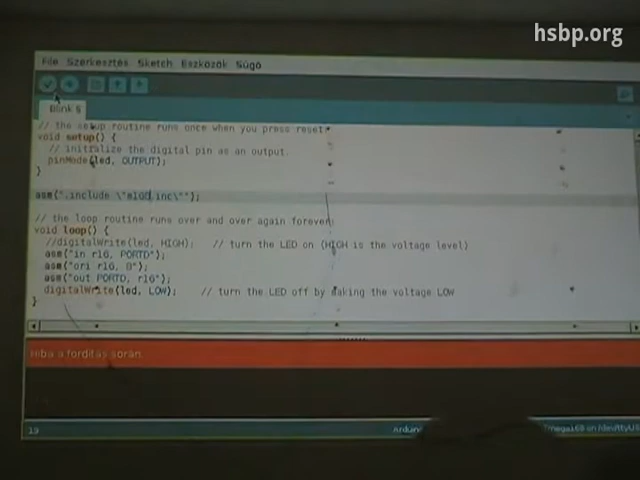 hsbp.org
File Szerkesztés Sketch Eszközök Súgó
Blink §
// the setup routine runs once when you press reset:
void setup() {
// initialize the digital pin as an output.
pinMode(led, OUTPUT);
}
asm(".include \"m168.inc\"");
// the loop routine runs over and over again forever:
void loop() {
//digitalWrite(led, HIGH); // turn the LED on (HIGH is the voltage level)
asm("in r16, PORTD");
asm("ori r16, 8");
asm("out PORTD, r16");
digitalWrite(led, LOW); // turn the LED off by making the voltage LOW
}
hiba a fordítás során
19